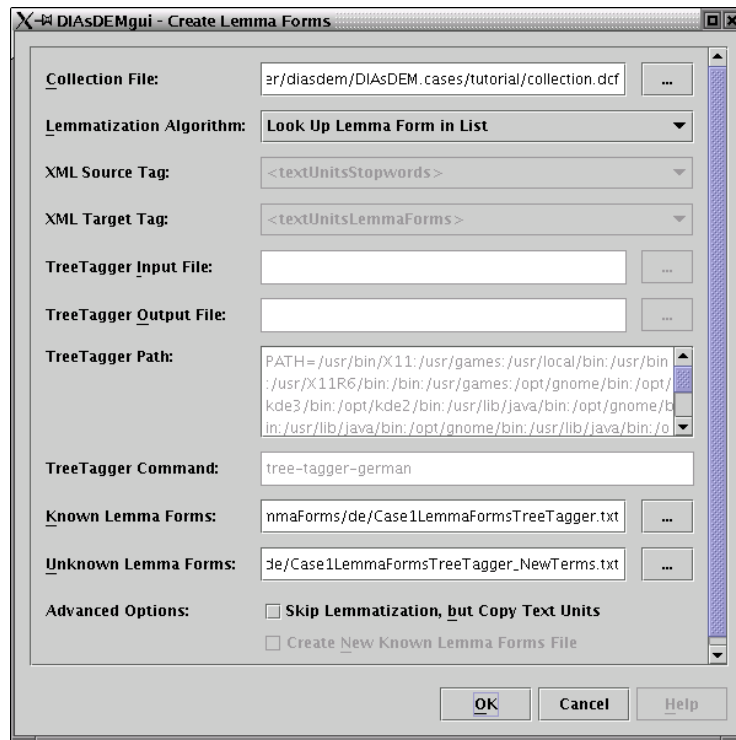 DIAsDEMgui - Create Lemma Forms
Collection File: er/diasdem/DIAsDEM.cases/tutorial/collection.dcf ...
Lemmatization Algorithm: Look Up Lemma Form in List
XML Source Tag: <textUnitsStopwords>
XML Target Tag: <textUnitsLemmaForms>
TreeTagger Input File: ...
TreeTagger Output File: ...
TreeTagger Path: PATH=/usr/bin/X11:/usr/games:/usr/local/bin:/usr/bin
:/usr/X11R6/bin:/bin:/usr/games:/opt/gnome/bin:/opt/
kde3/bin:/opt/kde2/bin:/usr/lib/java/bin:/opt/gnome/b
in:/usr/lib/java/bin:/opt/gnome/bin:/usr/lib/java/bin:/o
TreeTagger Command: tree-tagger-german
Known Lemma Forms: mmaForms/de/Case1LemmaFormsTreeTagger.txt ...
Unknown Lemma Forms: de/Case1LemmaFormsTreeTagger_NewTerms.txt ...
Advanced Options: Skip Lemmatization, but Copy Text Units
Create New Known Lemma Forms File
OK Cancel Help